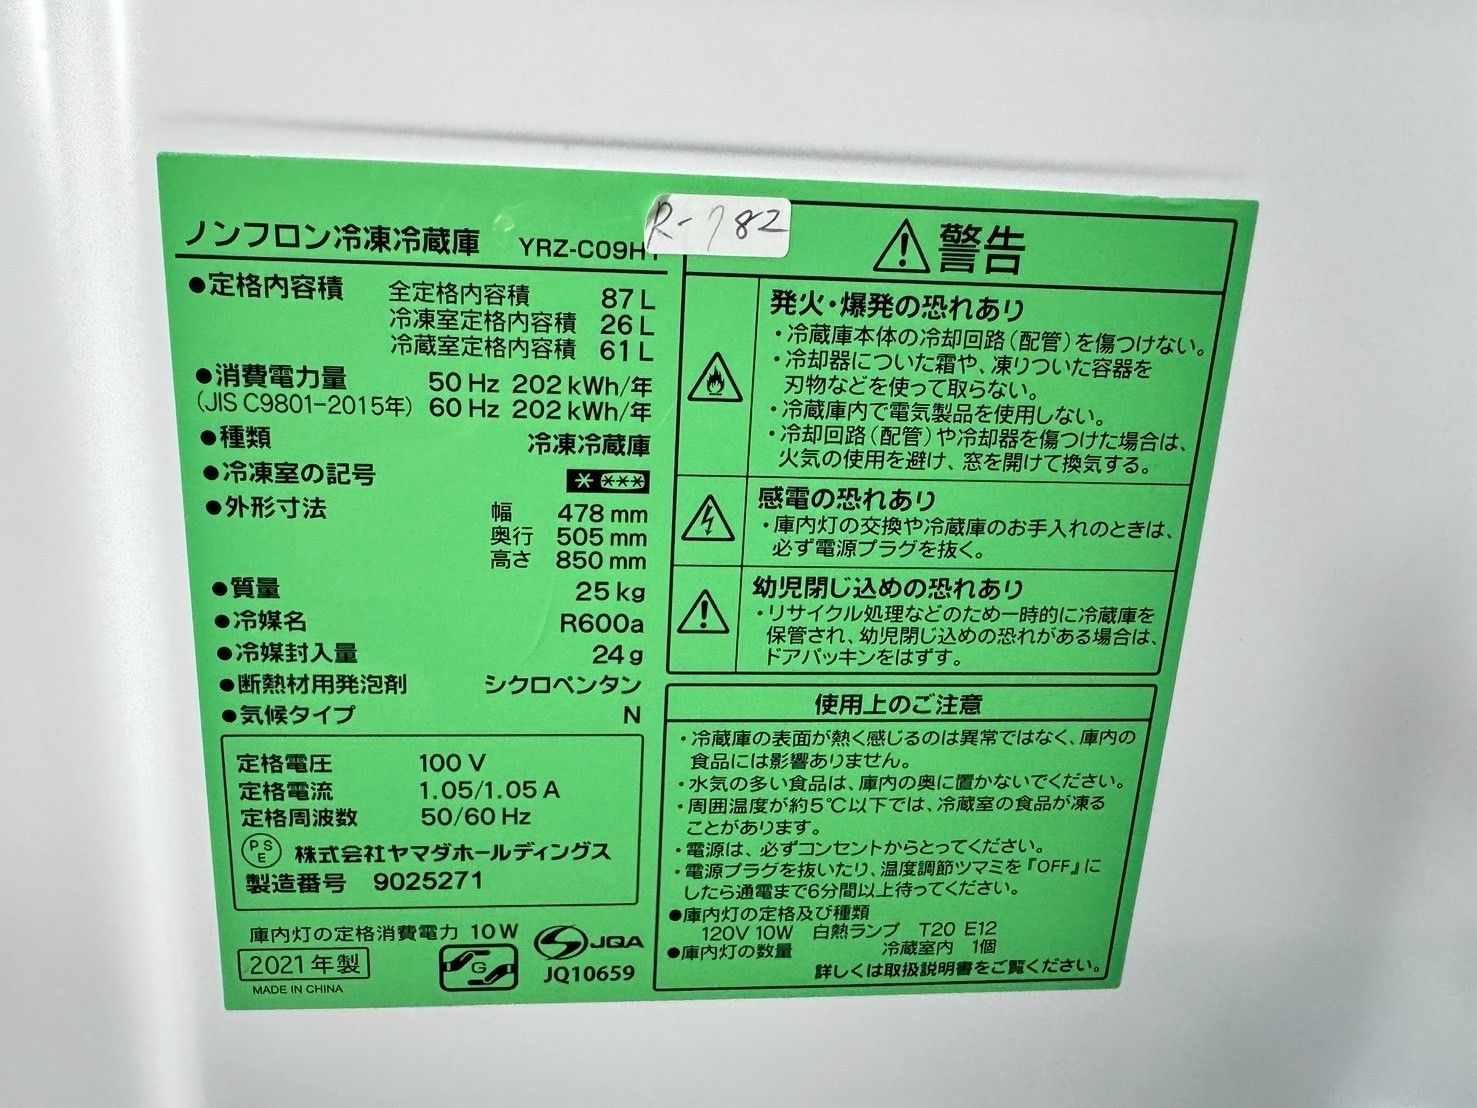 R-782
ノンフロン冷凍冷蔵庫 YRZ-C09H1
●定格内容積 全定格内容積 87L
冷凍室定格内容積 26L
冷蔵室定格内容積 61L
●消費電力量 50Hz 202kWh/年
(JIS C9801-2015年) 60Hz 202kWh/年
●種類 冷凍冷蔵庫
●冷凍室の記号
●外形寸法 幅 478mm
奥行 505mm
高さ 850mm
●質量 25kg
●冷媒名 R600a
●冷媒封入量 24g
●断熱材用発泡剤 シクロペンタン
●気候タイプ N
定格電圧 100V
定格電流 1.05/1.05A
定格周波数 50/60Hz
PSE 株式会社ヤマダホールディングス
製造番号 9025271
庫内灯の定格消費電力 10W
2021年製
MADE IN CHINA
G
JQA
JQ10659
警告
発火・爆発の恐れあり
・冷蔵庫本体の冷却回路(配管)を傷つけない。
・冷却器についた霜や、凍りついた容器を
刃物などを使って取らない。
・冷蔵庫内で電気製品を使用しない。
・冷却回路(配管)や冷却器を傷つけた場合は、
火気の使用を避け、窓を開けて換気する。
感電の恐れあり
・庫内灯の交換や冷蔵庫のお手入れのときは、
必ず電源プラグを抜く。
幼児閉じ込めの恐れあり
・リサイクル処理などのため一時的に冷蔵庫を
保管され、幼児閉じ込めの恐れがある場合は、
ドアパッキンをはずす。
使用上のご注意
・冷蔵庫の表面が熱く感じるのは異常ではなく、庫内の
食品には影響ありません。
・水気の多い食品は、庫内の奥に置かないでください。
・周囲温度が約5℃以下では、冷蔵室の食品が凍る
ことがあります。
・電源は、必ずコンセントからとってください。
・電源プラグを抜いたり、温度調節ツマミを『OFF』に
したら通電まで6分間以上待ってください。
●庫内灯の定格及び種類
120V 10W 白熱ランプ T20 E12
●庫内灯の数量 冷蔵室内 1個
詳しくは取扱説明書をご覧ください。